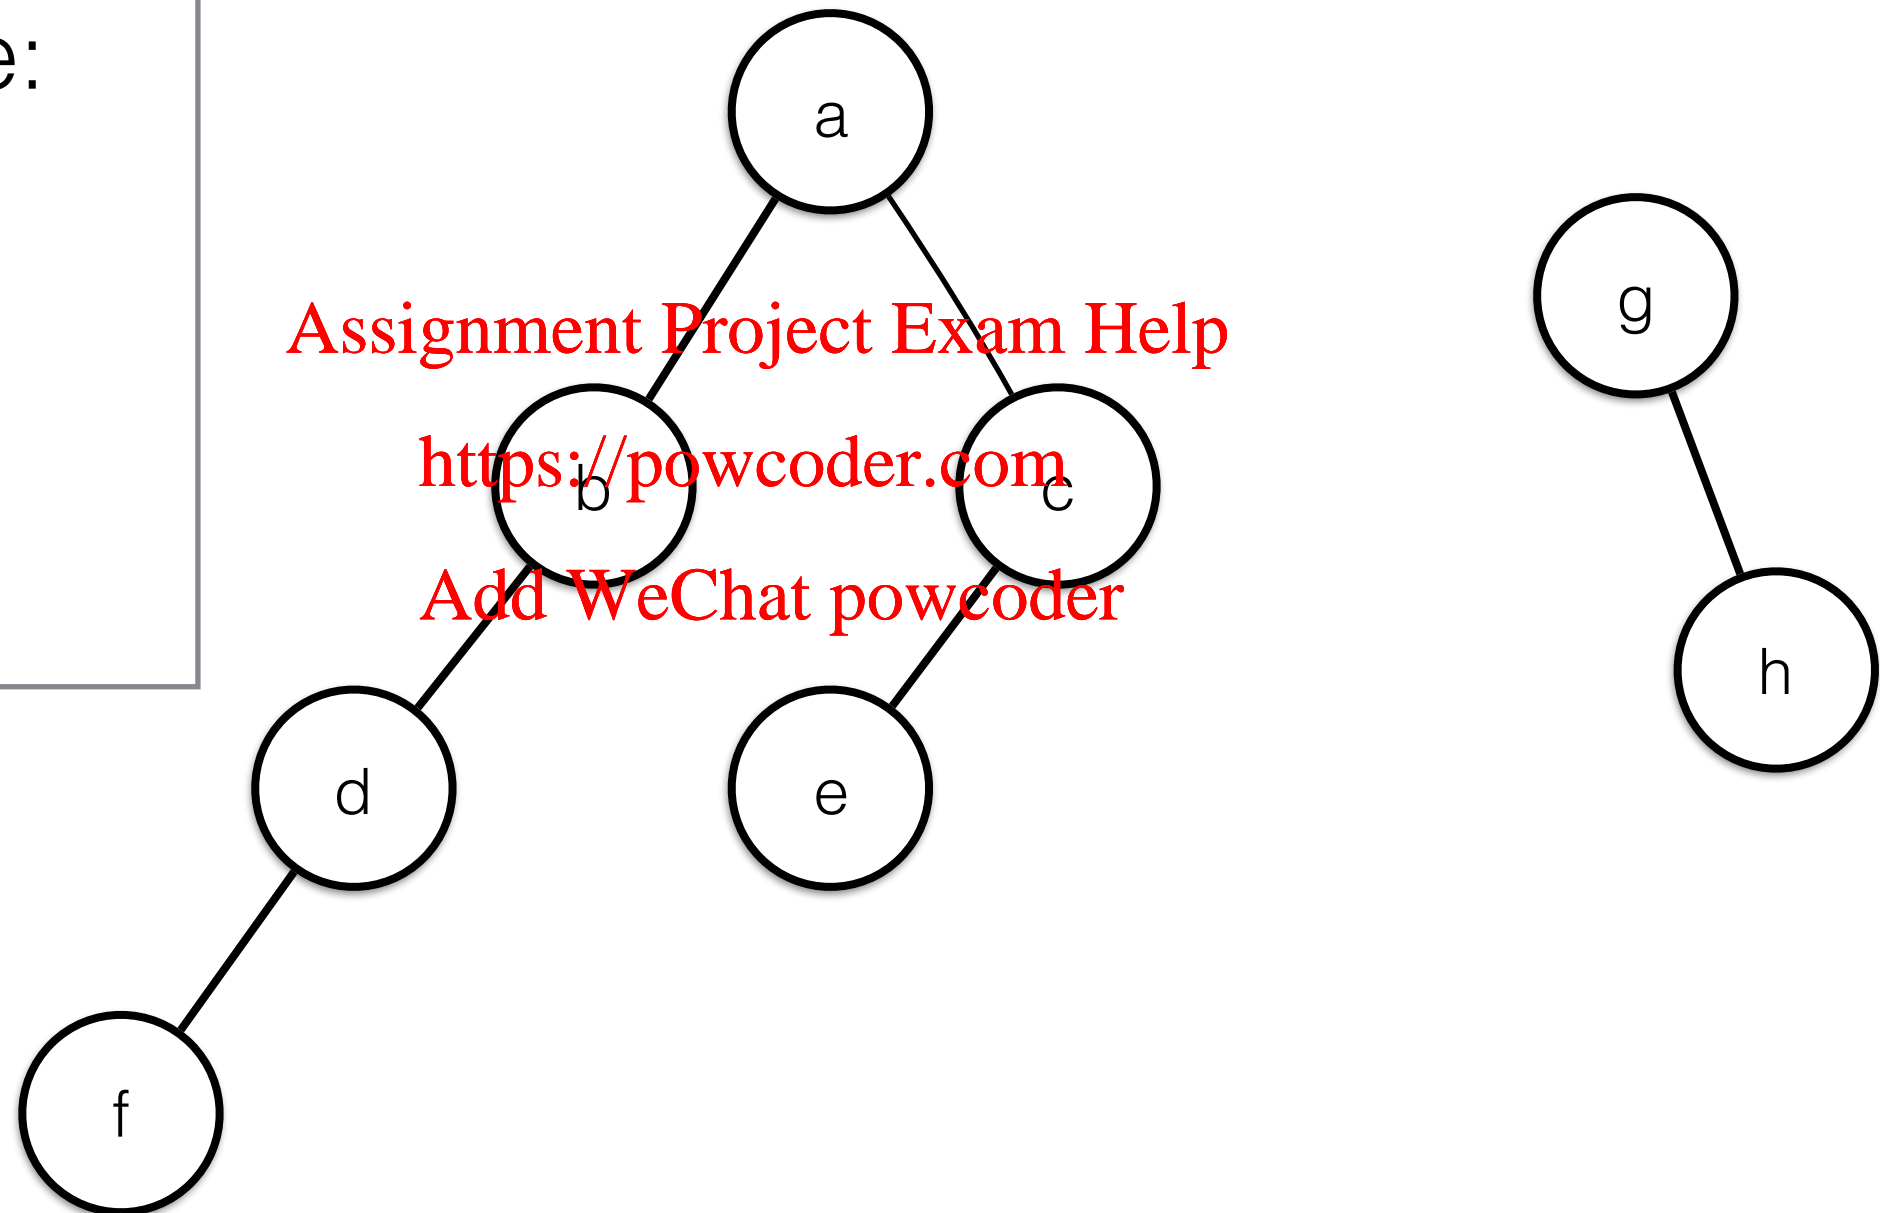 e:
a
g
Assignment Project Exam Help
https://powcoder.com
b
c
Add WeChat powcoder
h
d
e
f